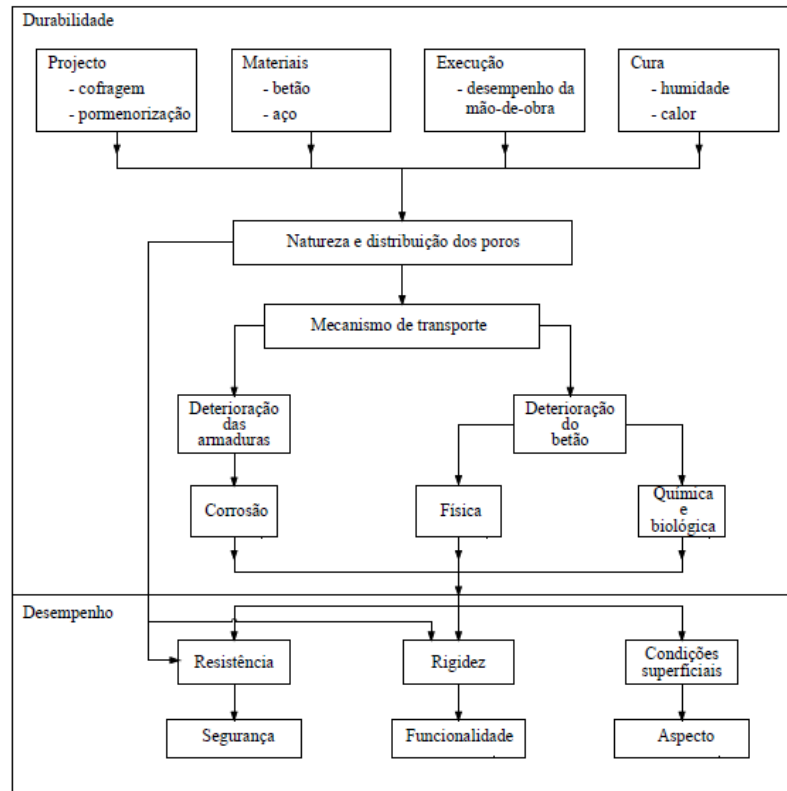 Durabilidade
Projecto
- cofragem
- pormenorização
Materiais
- betão
- aço
Execução
- desempenho da
mão-de-obra
Cura
- humidade
- calor
Natureza e distribuição dos poros
Mecanismo de transporte
Deterioração
das
armaduras
Deterioração
do
betão
Corrosão
Física
Química
e
biológica
Desempenho
Resistência
Rigidez
Condições
superfíciais
Segurança
Funcionalidade
Aspecto